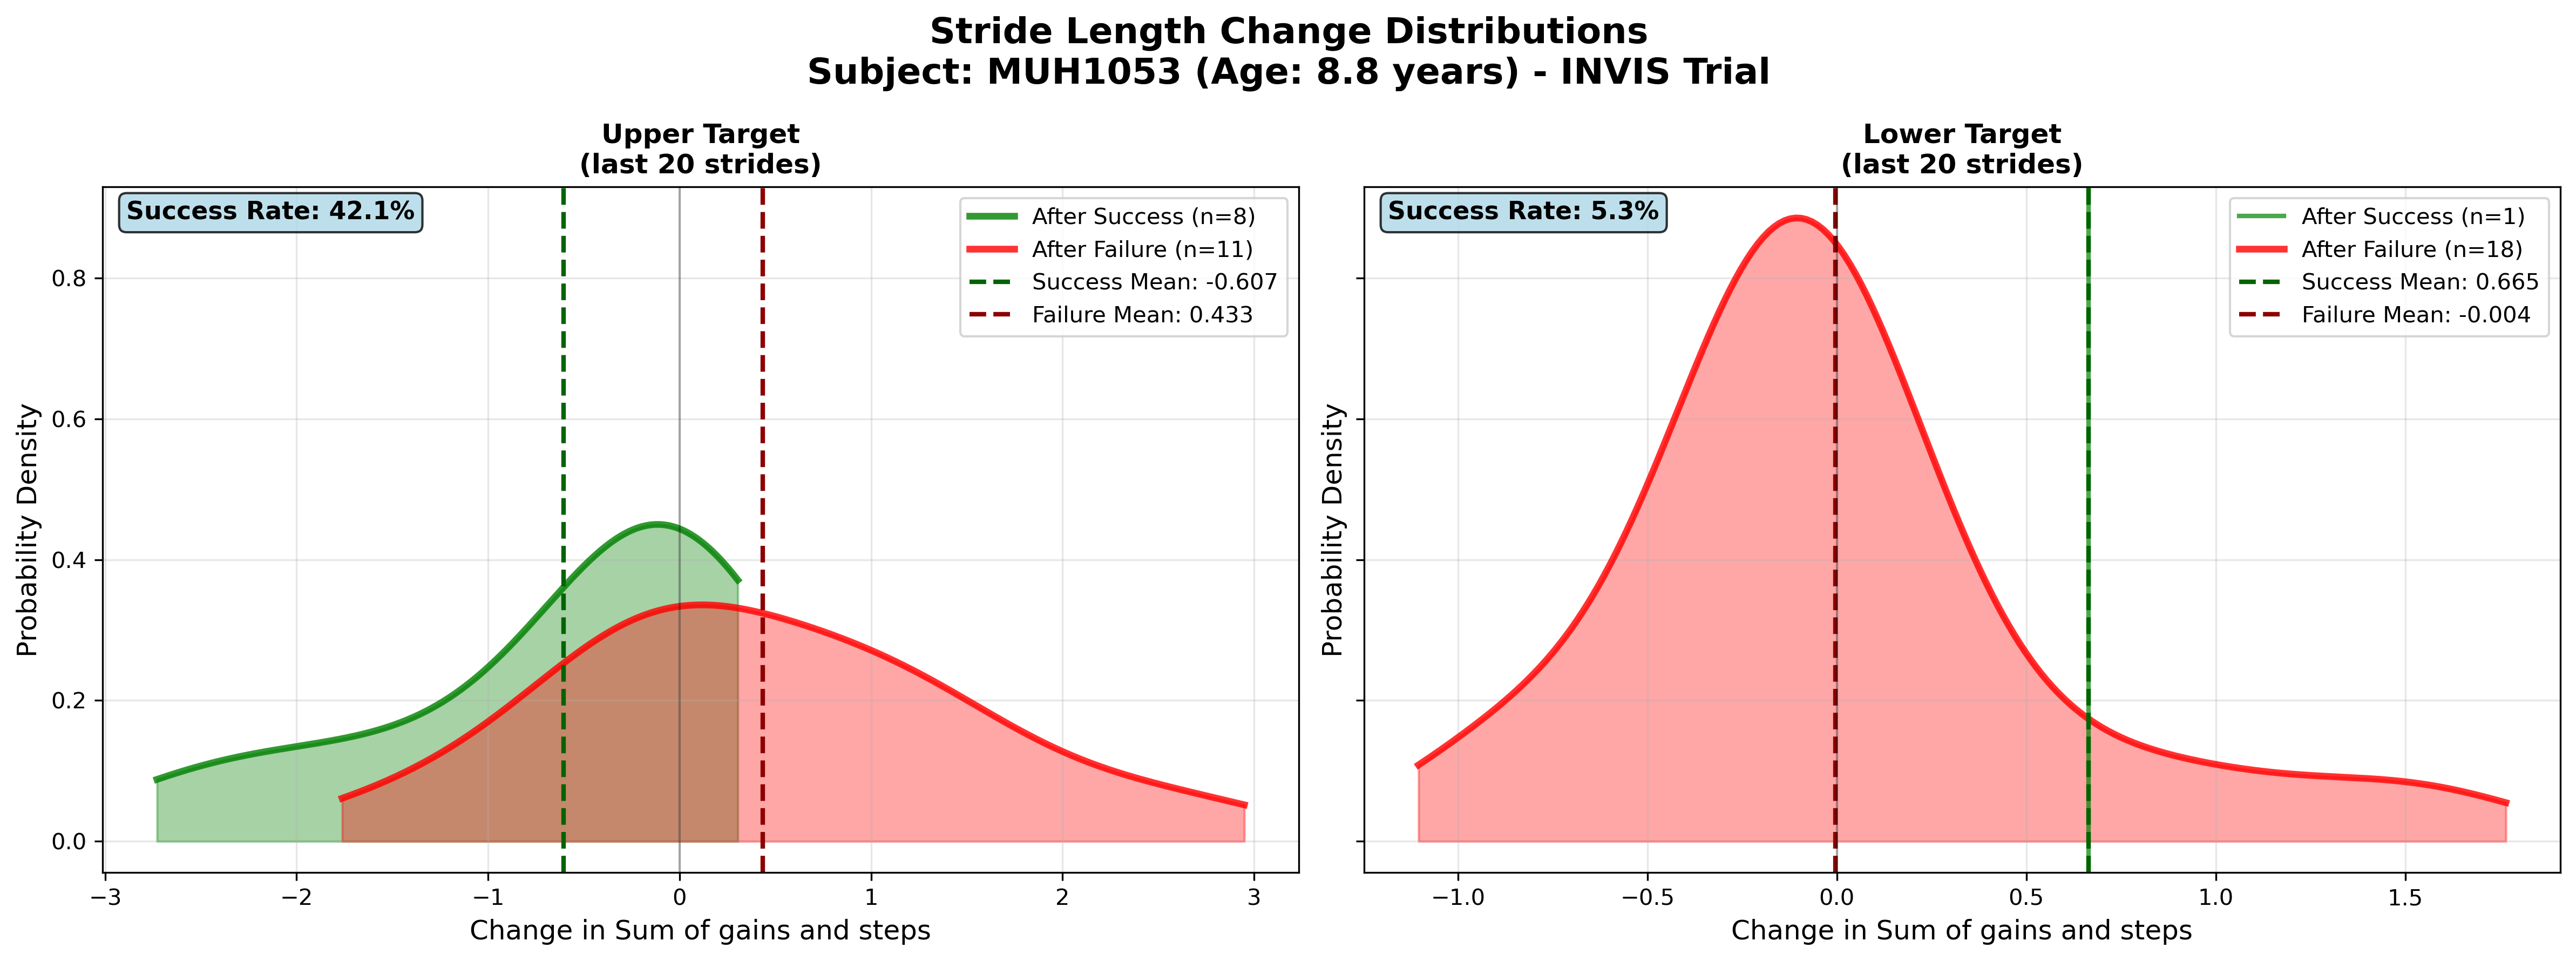 Stride Length Change Distributions
Subject: MUH1053 (Age: 8.8 years) - INVIS Trial
Upper Target
(last 20 strides)
Success Rate: 42.1%
After Success (n=8)
After Failure (n=11)
Success Mean: -0.607
Failure Mean: 0.433
Probability Density
0.8
0.6
0.4
0.2
0.0
−3 −2 −1 0 1 2 3
Change in Sum of gains and steps
Lower Target
(last 20 strides)
Success Rate: 5.3%
After Success (n=1)
After Failure (n=18)
Success Mean: 0.665
Failure Mean: -0.004
Probability Density
−1.0 −0.5 0.0 0.5 1.0 1.5
Change in Sum of gains and steps